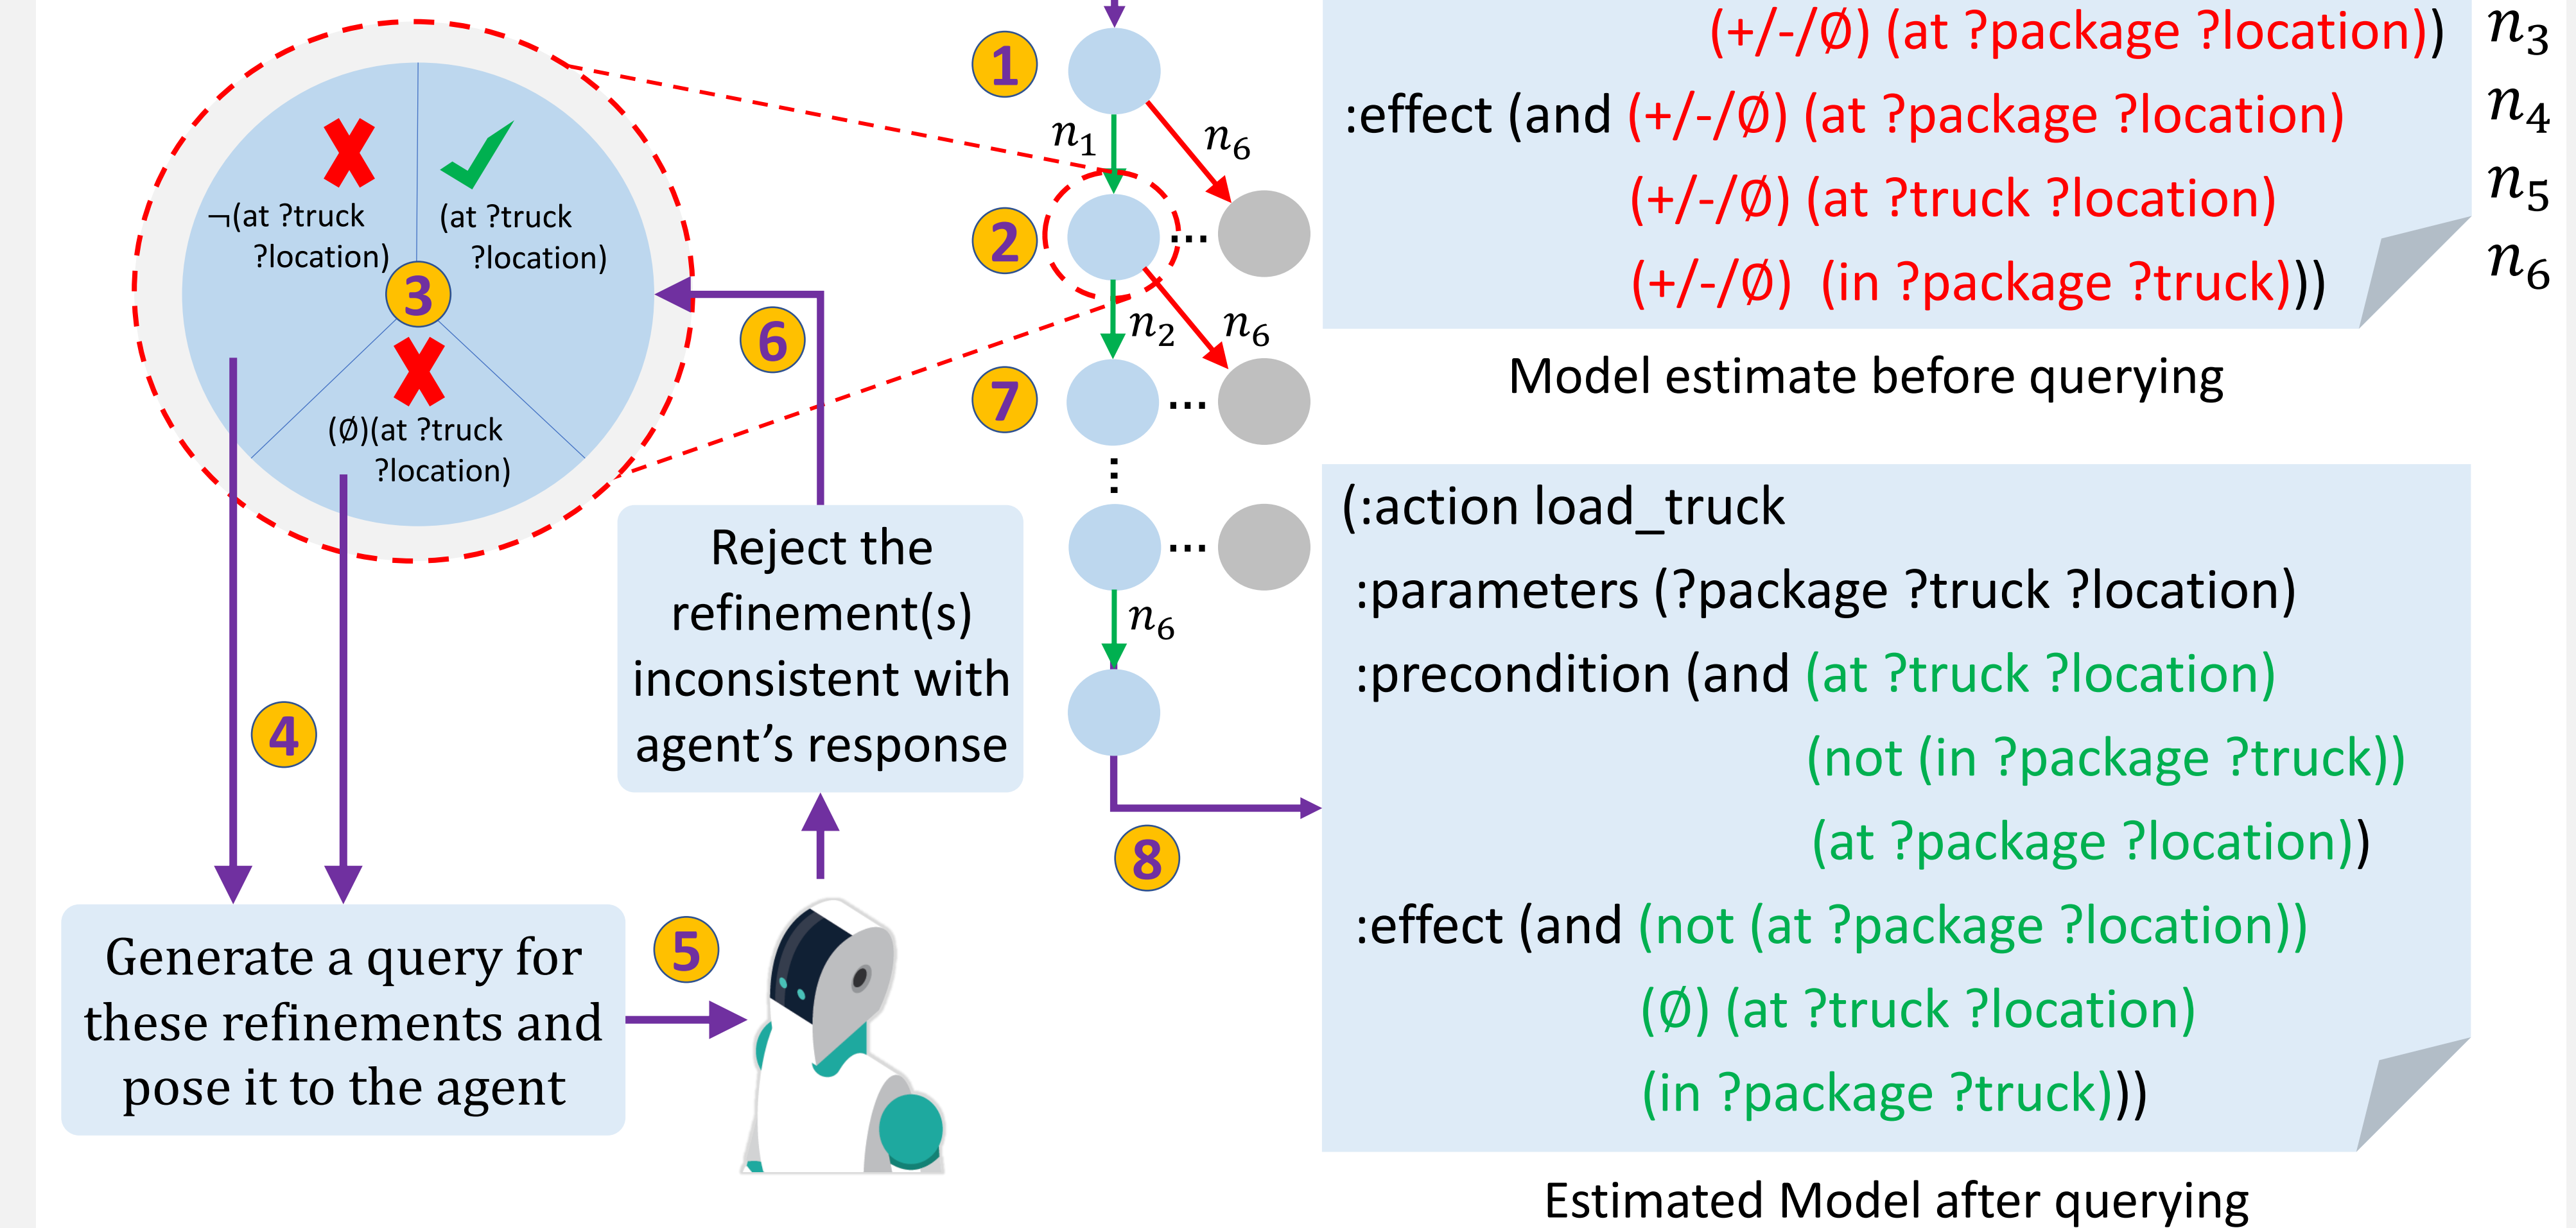 (+/-/∅) (at ?package ?location)) n3
:effect (and (+/-/∅) (at ?package ?location) n4
(+/-/∅) (at ?truck ?location) n5
(+/-/∅) (in ?package ?truck))) n6
Model estimate before querying
1
n1
n6
2
...
n2
n6
7
...
...
n6
¬(at ?truck
?location)
(at ?truck
?location)
3
(∅)(at ?truck
?location)
6
Reject the
refinement(s)
inconsistent with
agent’s response
4
Generate a query for
these refinements and
pose it to the agent
5
8
(:action load_truck
:parameters (?package ?truck ?location)
:precondition (and (at ?truck ?location)
(not (in ?package ?truck))
(at ?package ?location))
:effect (and (not (at ?package ?location))
(∅) (at ?truck ?location)
(in ?package ?truck)))
Estimated Model after querying